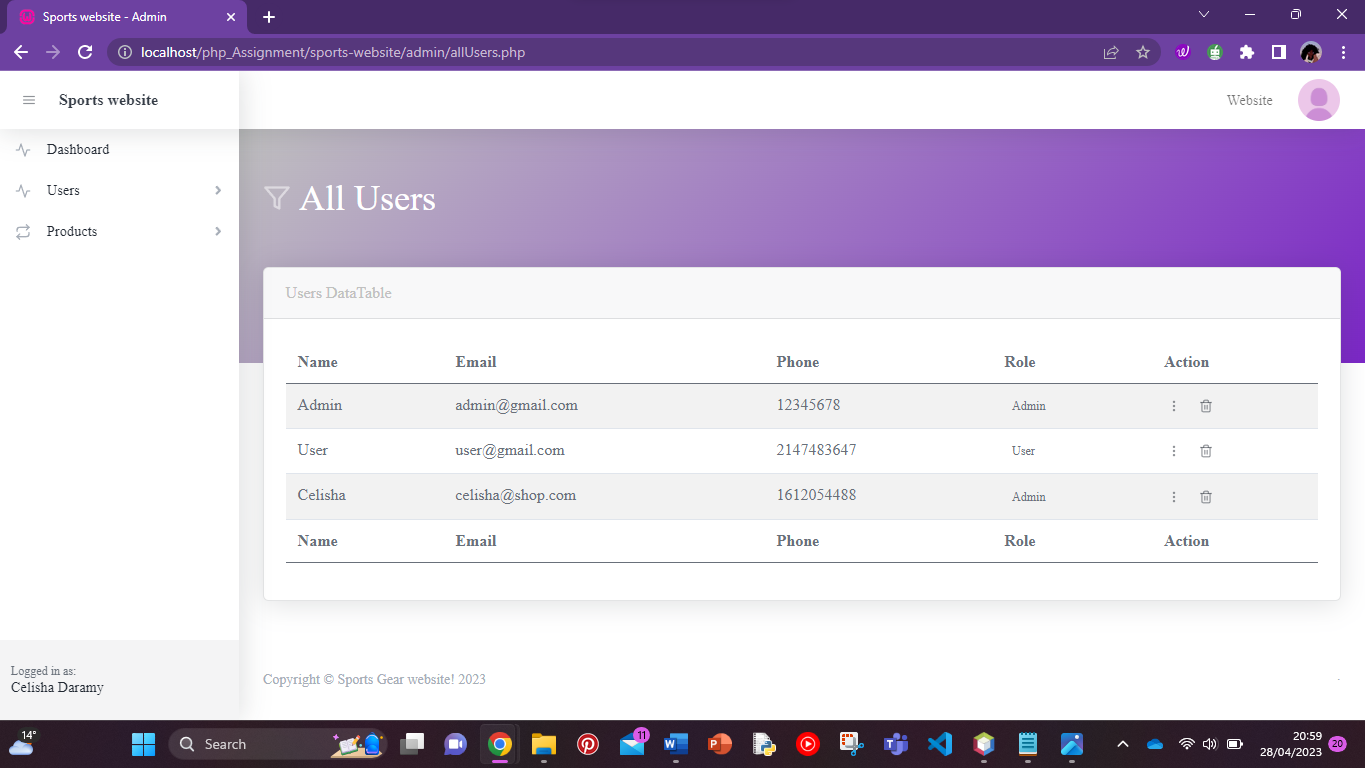 Sports website - Admin
localhost/php_Assignment/sports-website/admin/allUsers.php
Sports website
Website
Dashboard
Users
Products
All Users
Users DataTable
Name Email Phone Role Action
Admin admin@gmail.com 12345678 Admin
User user@gmail.com 2147483647 User
Celisha celisha@shop.com 1612054488 Admin
Name Email Phone Role Action
Logged in as:
Celisha Daramy
Copyright © Sports Gear website! 2023
14°
Search
11
20:59
28/04/2023
20